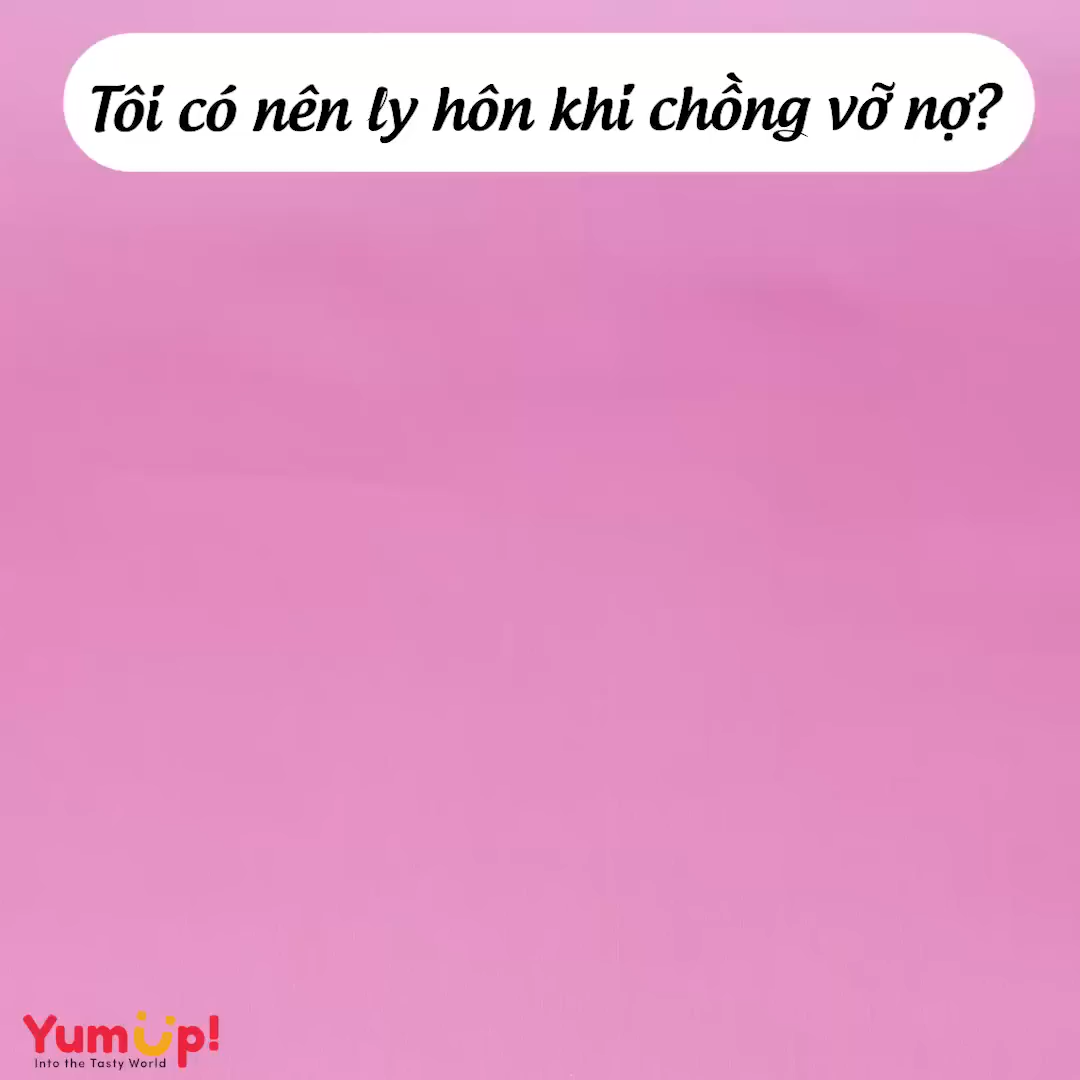 Tôi có nên ly hôn khi chồng vỡ nợ?
YumUp!
Into the Tasty World